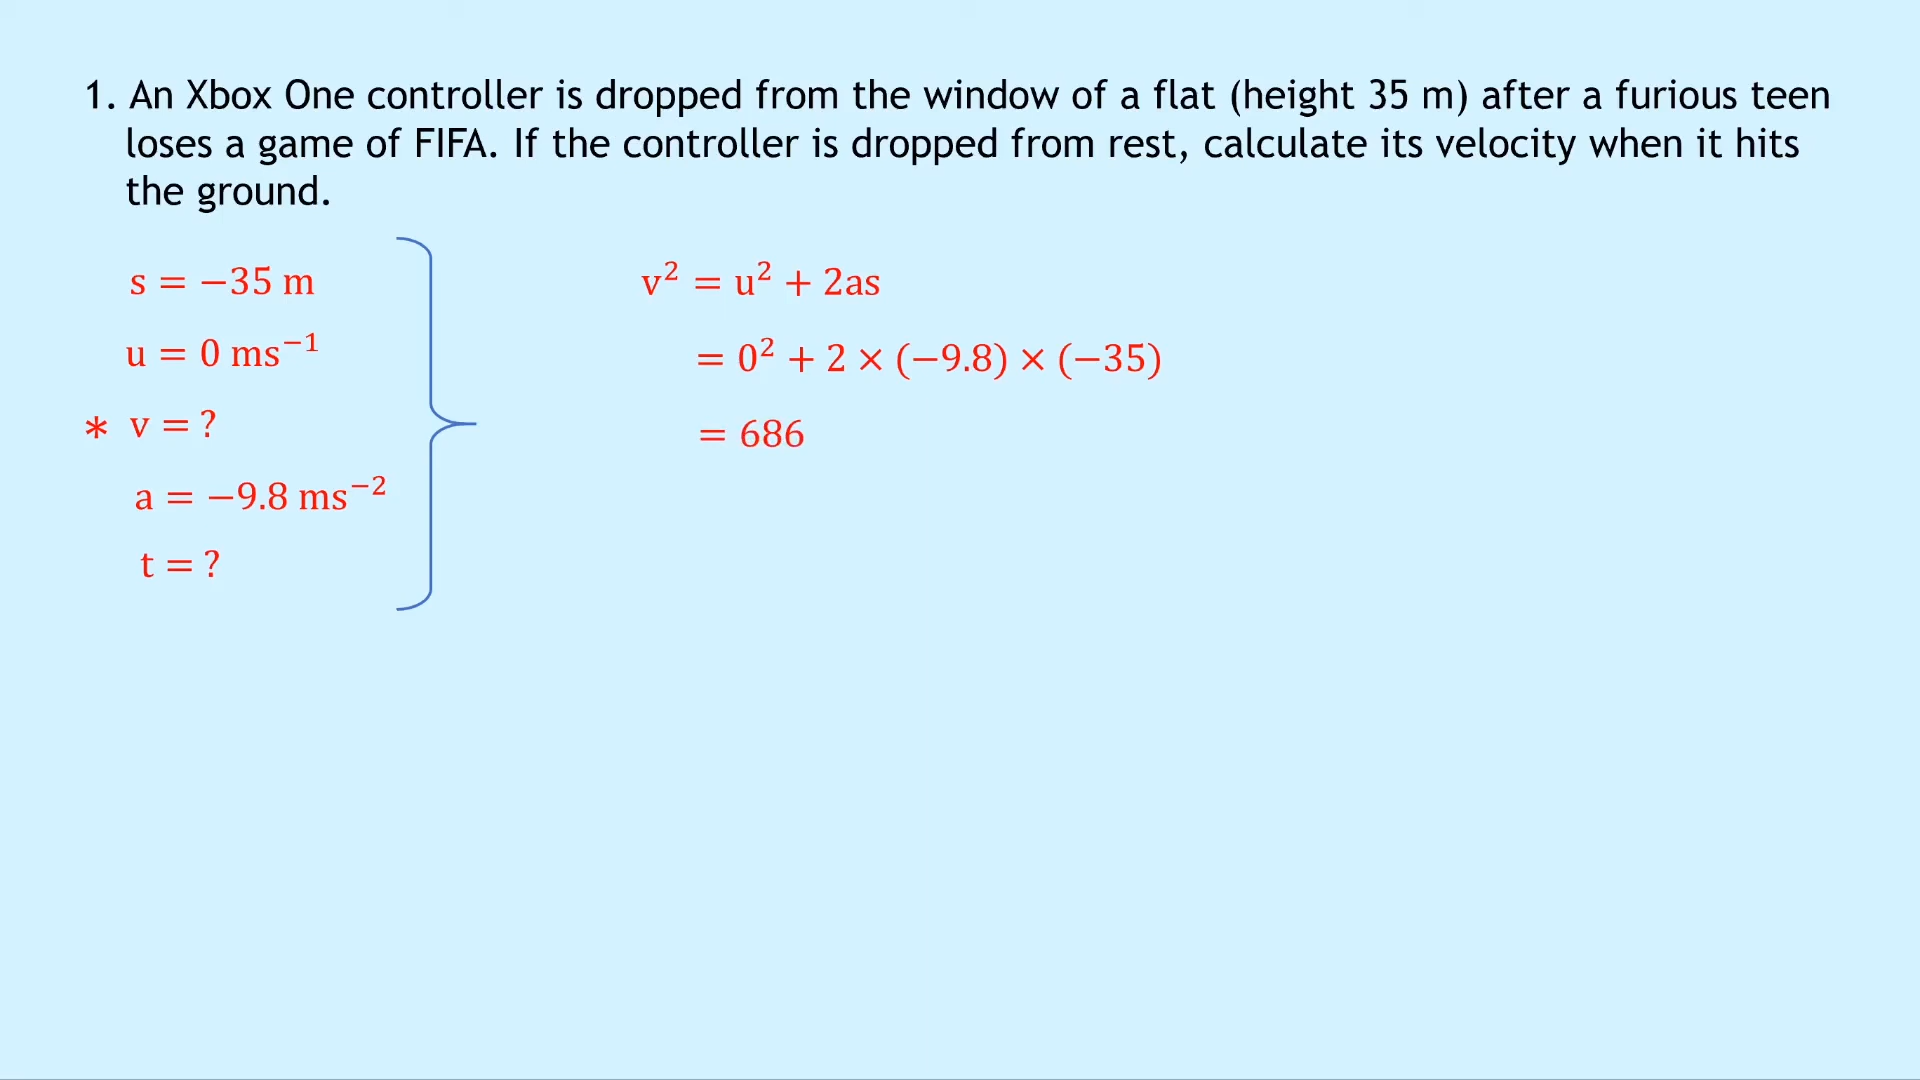 1. An Xbox One controller is dropped from the window of a flat (height 35 m) after a furious teen
loses a game of FIFA. If the controller is dropped from rest, calculate its velocity when it hits
the ground.
s = −35 m
u = 0 ms⁻¹
* v = ?
a = −9.8 ms⁻²
t = ?
v² = u² + 2as
= 0² + 2 × (−9.8) × (−35)
= 686